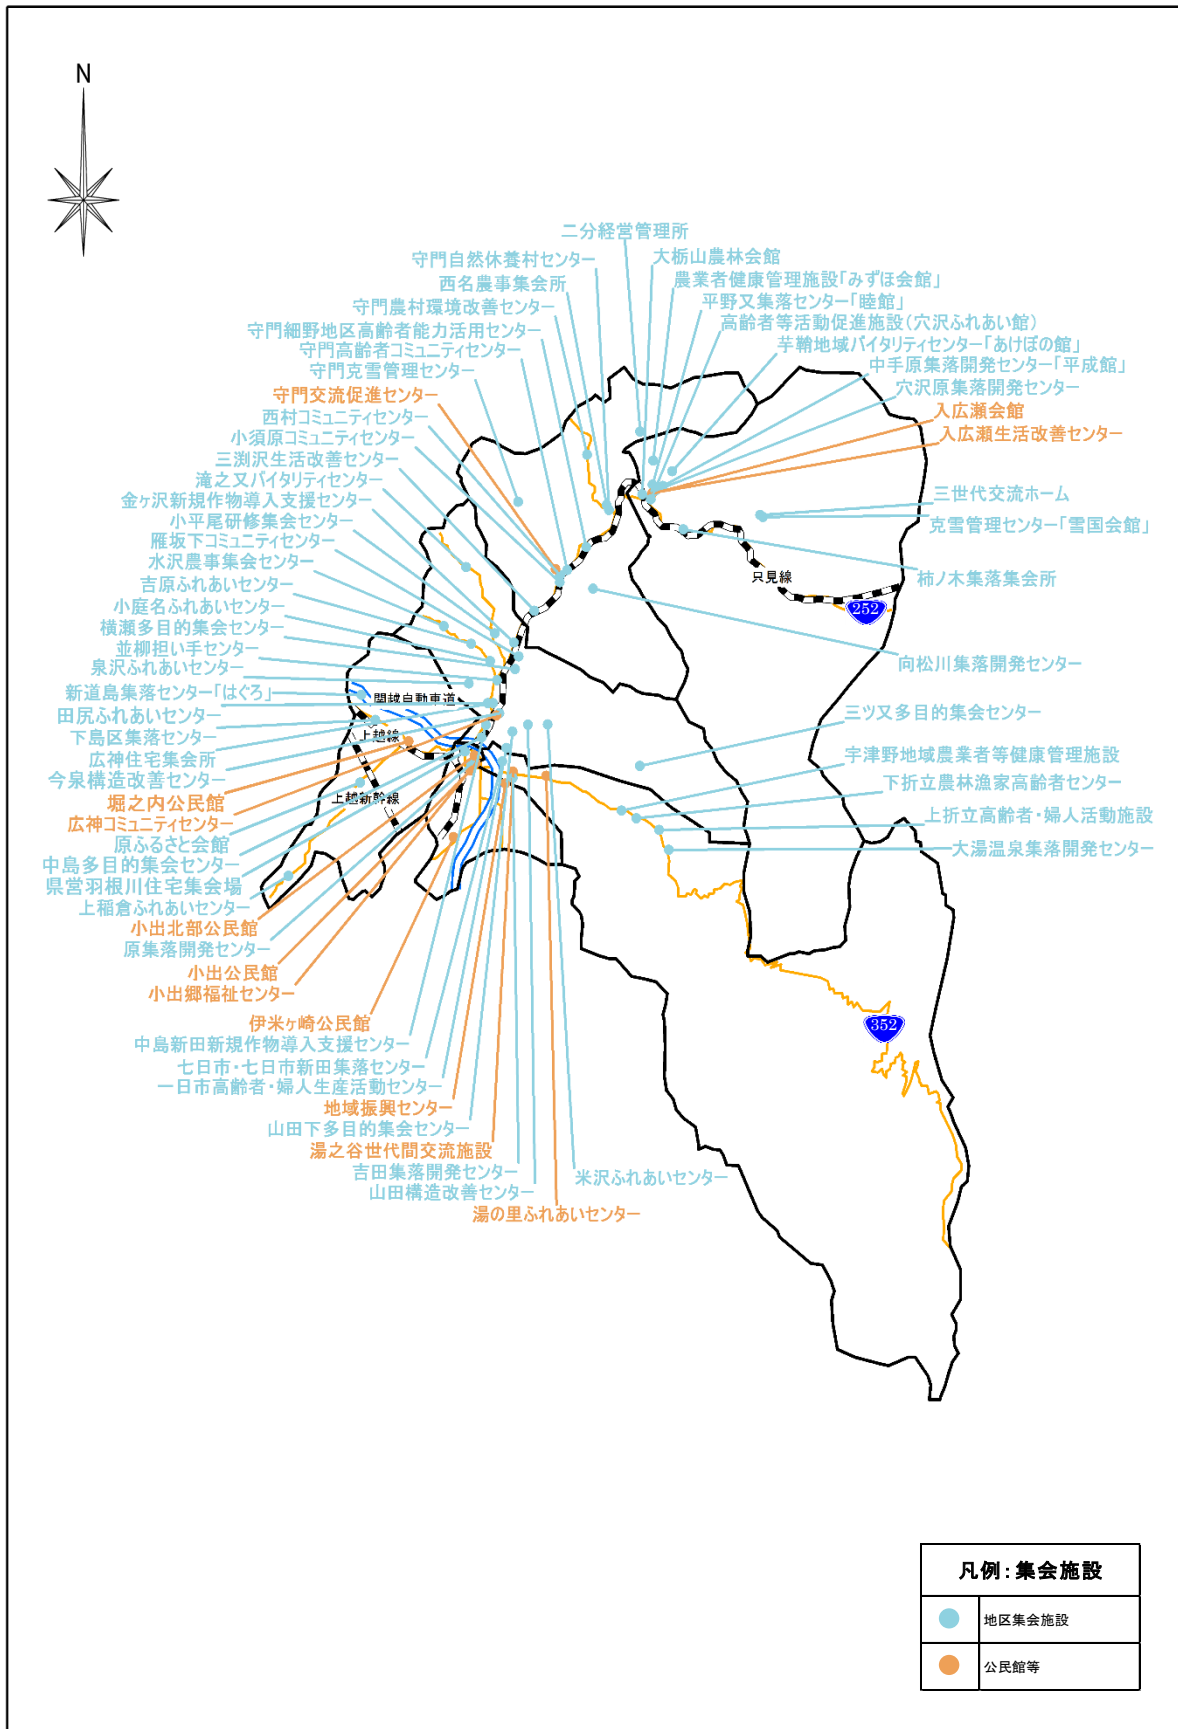 N
二分経営管理所
守門自然休養村センター
大栃山農林会館
西名農事集会所
農業者健康管理施設「みずほ会館」
守門農村環境改善センター
平野又集落センター「睦館」
守門細野地区高齢者能力活用センター
高齢者等活動促進施設(穴沢ふれあい館)
守門高齢者コミュニティセンター
芋鞘地域バイタリティセンター「あけぼの館」
守門克雪管理センター
中手原集落開発センター「平成館」
守門交流促進センター
穴沢原集落開発センター
西村コミュニティセンター
入広瀬会館
小須原コミュニティセンター
入広瀬生活改善センター
三渕沢生活改善センター
滝之又バイタリティセンター
金ヶ沢新規作物導入支援センター
三世代交流ホーム
小平尾研修集会センター
克雪管理センター「雪国会館」
雁坂下コミュニティセンター
水沢農事集会センター
吉原ふれあいセンター
柿ノ木集落集会所
只見線
252
小庭名ふれあいセンター
横瀬多目的集会センター
並柳担い手センター
向松川集落開発センター
泉沢ふれあいセンター
新道島集落センター「はぐろ」
関越自動車道
田尻ふれあいセンター
三ツ又多目的集会センター
下島区集落センター
上越線
広神住宅集会所
宇津野地域農業者等健康管理施設
今泉構造改善センター
下折立農林漁家高齢者センター
堀之内公民館
上越新幹線
広神コミュニティセンター
上折立高齢者・婦人活動施設
原ふるさと会館
大湯温泉集落開発センター
中島多目的集会センター
県営羽根川住宅集会場
上稲倉ふれあいセンター
小出北部公民館
原集落開発センター
小出公民館
小出郷福祉センター
伊米ヶ崎公民館
352
中島新田新規作物導入支援センター
七日市・七日市新田集落センター
一日市高齢者・婦人生産活動センター
地域振興センター
山田下多目的集会センター
湯之谷世代間交流施設
吉田集落開発センター
米沢ふれあいセンター
山田構造改善センター
湯の里ふれあいセンター
凡例：集会施設
地区集会施設
公民館等